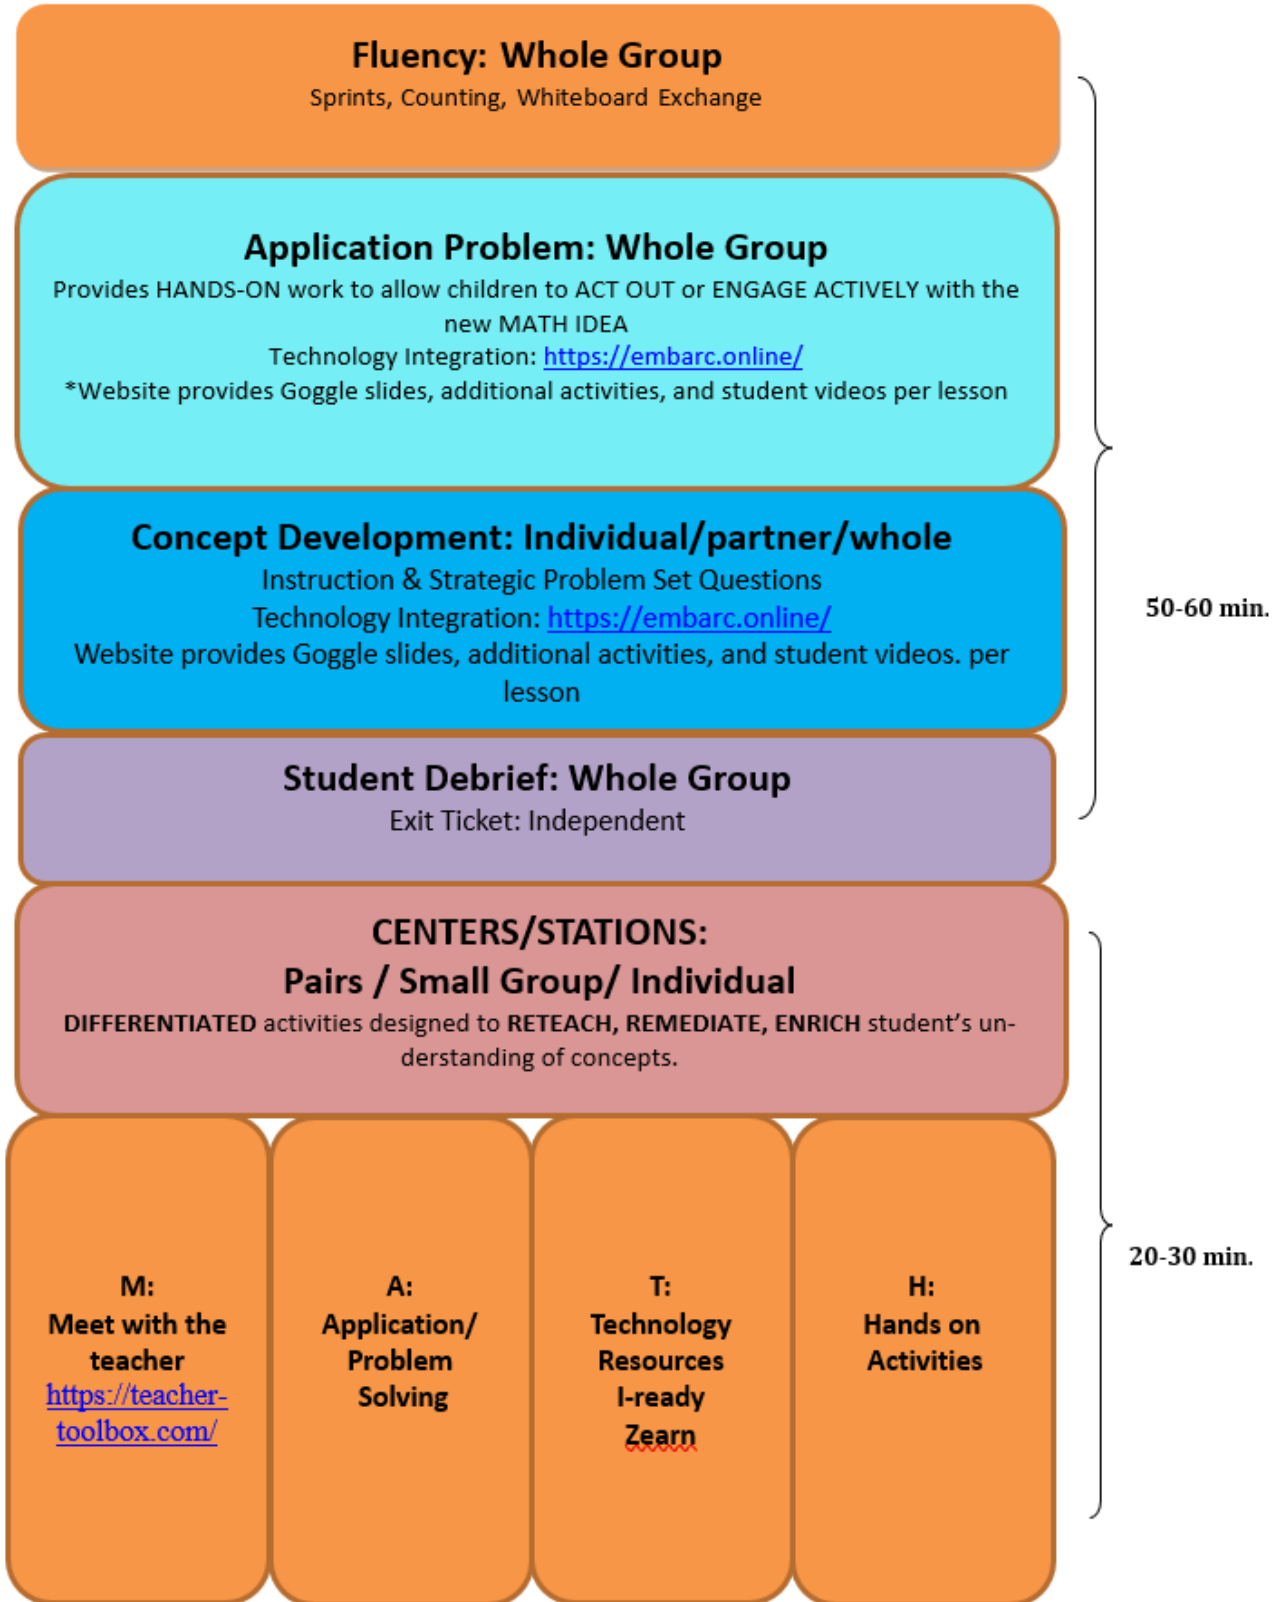 Fluency: Whole Group
Sprints, Counting, Whiteboard Exchange
Application Problem: Whole Group
Provides HANDS-ON work to allow children to ACT OUT or ENGAGE ACTIVELY with the
new MATH IDEA
Technology Integration: https://embarc.online/
*Website provides Goggle slides, additional activities, and student videos per lesson
Concept Development: Individual/partner/whole
Instruction & Strategic Problem Set Questions
Technology Integration: https://embarc.online/
Website provides Goggle slides, additional activities, and student videos. per
lesson
Student Debrief: Whole Group
Exit Ticket: Independent
50-60 min.
CENTERS/STATIONS:
Pairs / Small Group/ Individual
DIFFERENTIATED activities designed to RETEACH, REMEDIATE, ENRICH student’s un-
derstanding of concepts.
M:
Meet with the
teacher
https://teacher-
toolbox.com/
A:
Application/
Problem
Solving
T:
Technology
Resources
I-ready
Zearn
H:
Hands on
Activities
20-30 min.